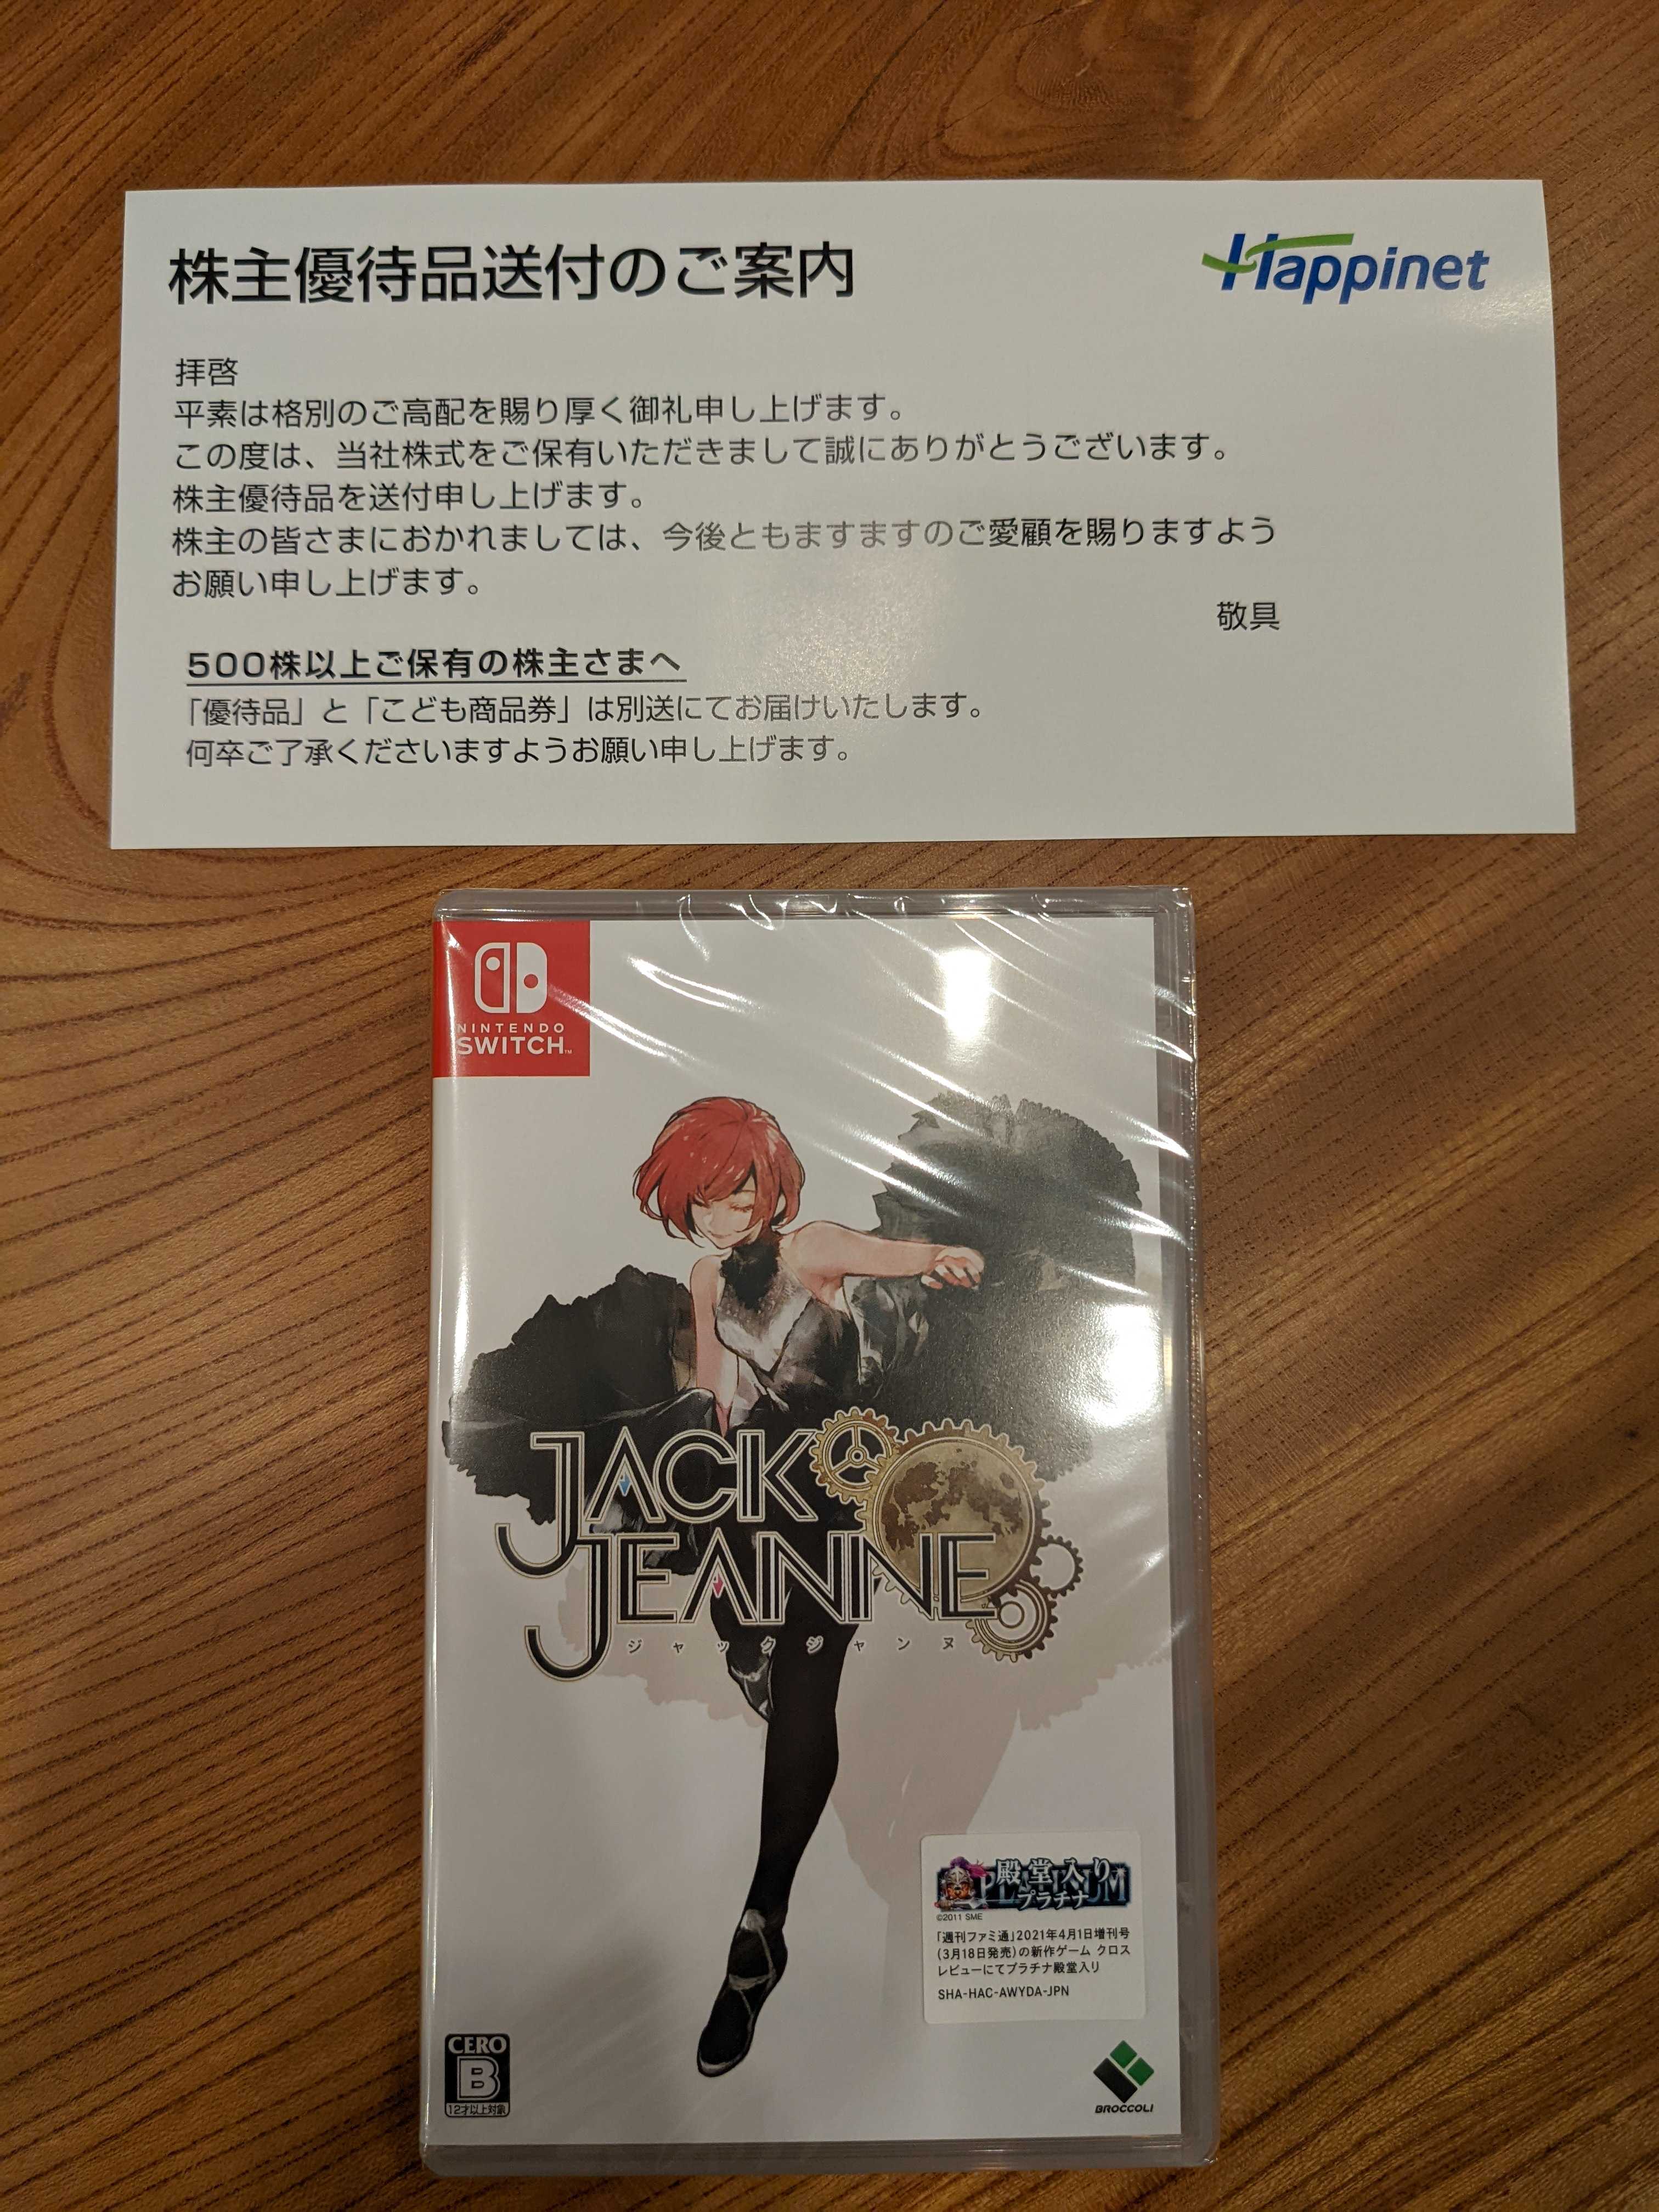 株主優待品送付のご案内
Happinet
拝啓
平素は格別のご高配を賜り厚く御礼申し上げます。
この度は、当社株式をご保有いただきまして誠にありがとうございます。
株主優待品を送付申し上げます。
株主の皆さまにおかれましては、今後ともますますのご愛顧を賜りますよう
お願い申し上げます。
敬具
500株以上ご保有の株主さまへ
「優待品」と「こども商品券」は別送にてお届けいたします。
何卒ご了承くださいますようお願い申し上げます。
NINTENDO
SWITCH™
JACK
JEANNE
ジャックジャンヌ
PLATINUM
殿堂入り
プラチナ
©2011 SME
「週刊ファミ通」2021年4月1日増刊号
(3月18日発売)の新作ゲーム クロス
レビューにてプラチナ殿堂入り
SHA-HAC-AWYDA-JPN
CERO
B
12才以上対象
BROCCOLI